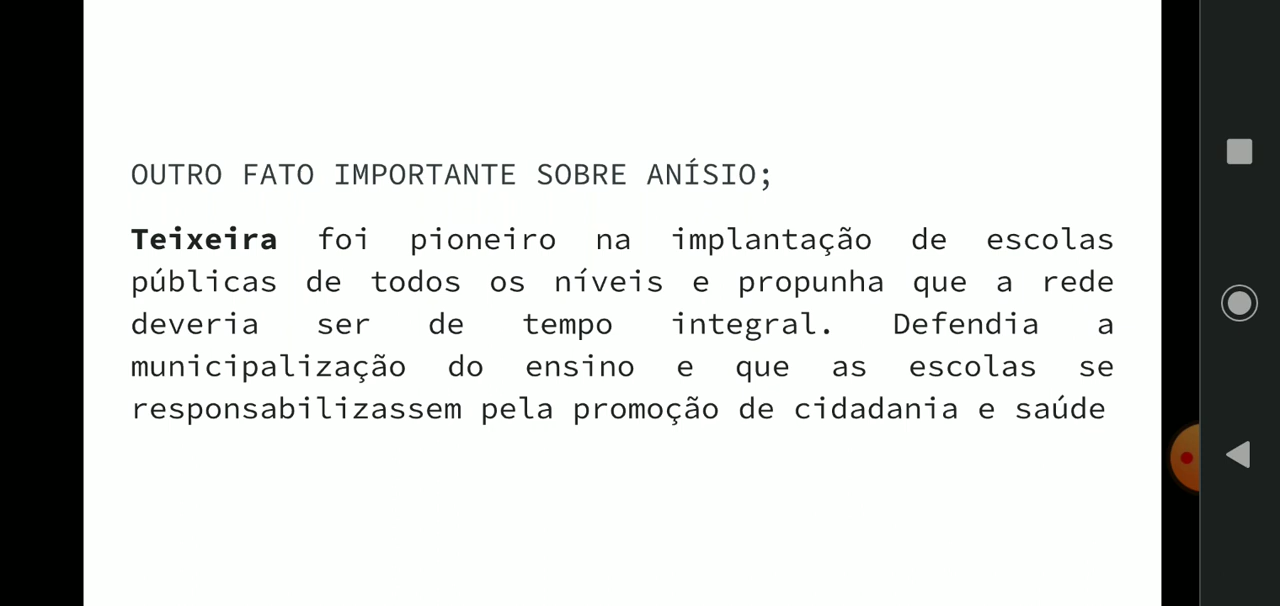 OUTRO FATO IMPORTANTE SOBRE ANÍSIO;
Teixeira foi pioneiro na implantação de escolas
públicas de todos os níveis e propunha que a rede
deveria ser de tempo integral. Defendia a
municipalização do ensino e que as escolas se
responsabilizassem pela promoção de cidadania e saúde